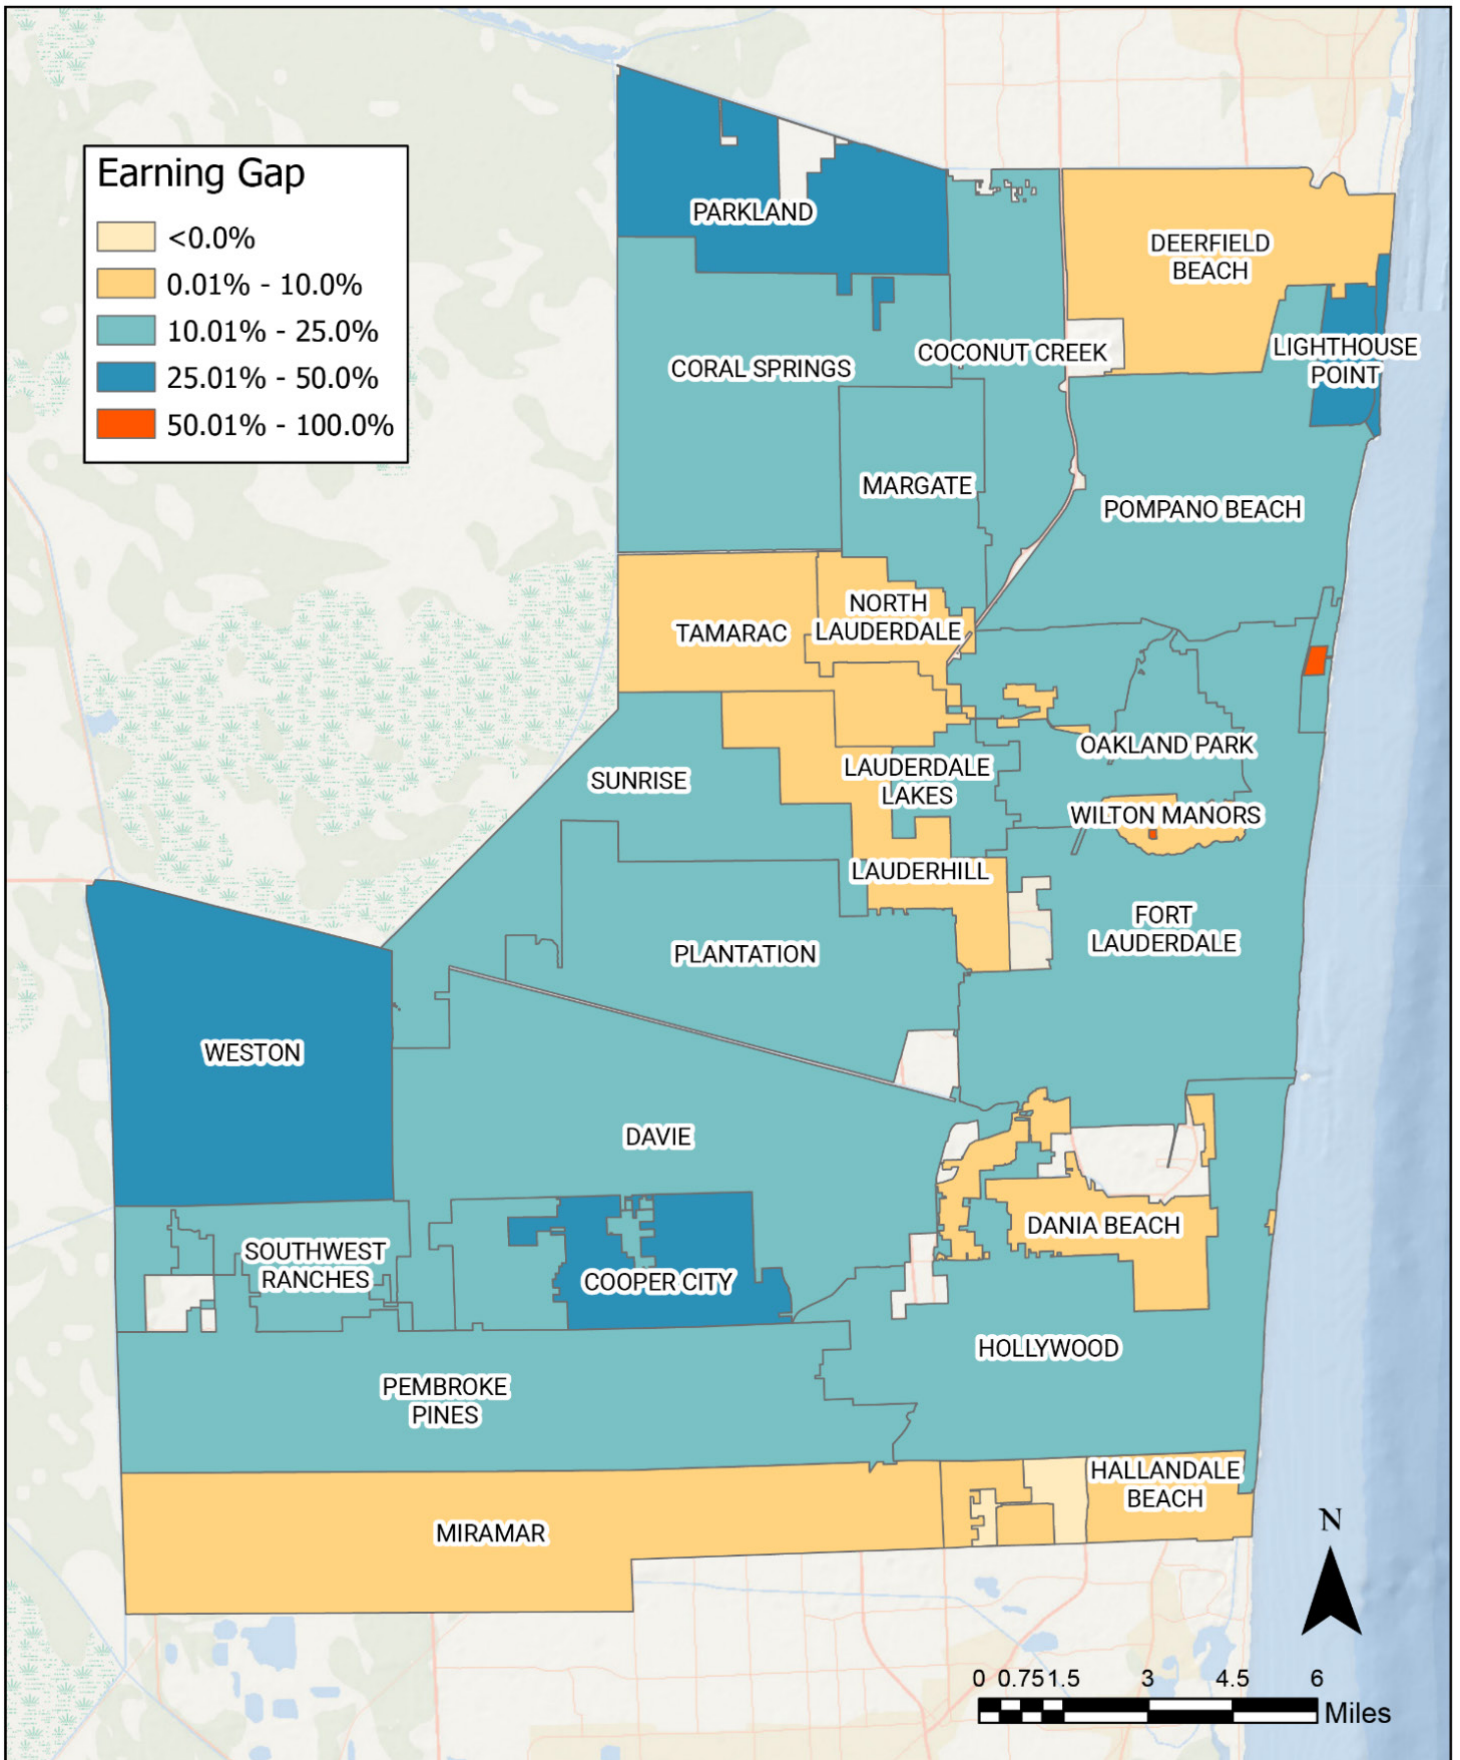 Earning Gap
<0.0%
0.01% - 10.0%
10.01% - 25.0%
25.01% - 50.0%
50.01% - 100.0%
PARKLAND
DEERFIELD
BEACH
LIGHTHOUSE
POINT
COCONUT CREEK
CORAL SPRINGS
MARGATE
POMPANO BEACH
NORTH
LAUDERDALE
TAMARAC
OAKLAND PARK
LAUDERDALE
LAKES
SUNRISE
WILTON MANORS
LAUDERHILL
FORT
LAUDERDALE
PLANTATION
WESTON
DAVIE
DANIA BEACH
SOUTHWEST
RANCHES
COOPER CITY
HOLLYWOOD
PEMBROKE
PINES
HALLANDALE
BEACH
MIRAMAR
N
0 0.75 1.5 3 4.5 6
Miles